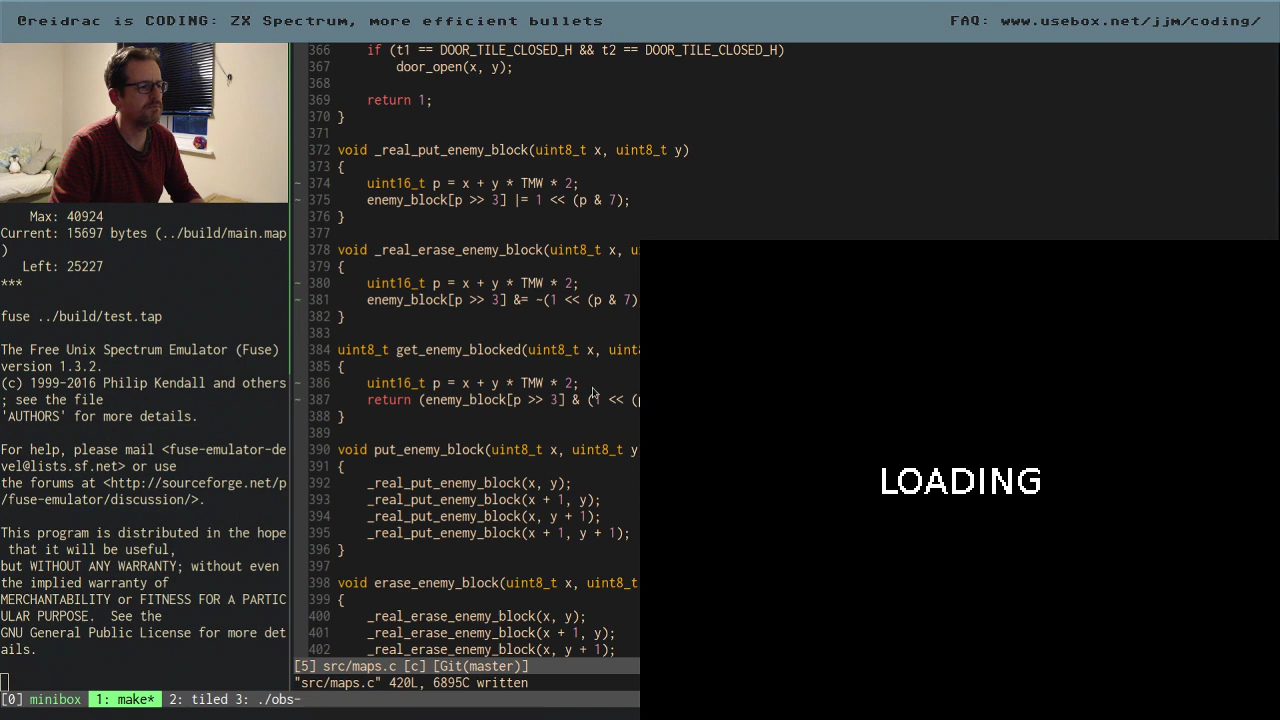 @reidrac is CODING: ZX Spectrum, more efficient bullets
FAQ: www.usebox.net/jjm/coding/
Max: 40924
Current: 15697 bytes (../build/main.map
)
Left: 25227
***
fuse ../build/test.tap
The Free Unix Spectrum Emulator (Fuse)
version 1.3.2.
(c) 1999-2016 Philip Kendall and others
; see the file
'AUTHORS' for more details.
For help, please mail <fuse-emulator-de
vel@lists.sf.net> or use
the forums at <http://sourceforge.net/p
/fuse-emulator/discussion/>.
This program is distributed in the hope
that it will be useful,
but WITHOUT ANY WARRANTY; without even
the implied warranty of
MERCHANTABILITY or FITNESS FOR A PARTIC
ULAR PURPOSE.  See the
GNU General Public License for more det
ails.
366     if (t1 == DOOR_TILE_CLOSED_H && t2 == DOOR_TILE_CLOSED_H)
367         door_open(x, y);
368
369     return 1;
370 }
371
372 void _real_put_enemy_block(uint8_t x, uint8_t y)
373 {
~ 374     uint16_t p = x + y * TMW * 2;
~ 375     enemy_block[p >> 3] |= 1 << (p & 7);
376 }
377
378 void _real_erase_enemy_block(uint8_t x, u
379 {
~ 380     uint16_t p = x + y * TMW * 2;
~ 381     enemy_block[p >> 3] &= ~(1 << (p & 7)
382 }
383
384 uint8_t get_enemy_blocked(uint8_t x, uint
385 {
~ 386     uint16_t p = x + y * TMW * 2;
~ 387     return (enemy_block[p >> 3] & (1 << (p
388 }
389
390 void put_enemy_block(uint8_t x, uint8_t y
391 {
392     _real_put_enemy_block(x, y);
393     _real_put_enemy_block(x + 1, y);
394     _real_put_enemy_block(x, y + 1);
395     _real_put_enemy_block(x + 1, y + 1);
396 }
397
398 void erase_enemy_block(uint8_t x, uint8_t
399 {
400     _real_erase_enemy_block(x, y);
401     _real_erase_enemy_block(x + 1, y);
402     _real_erase_enemy_block(x, y + 1);
[5] src/maps.c [c] [Git(master)]
"src/maps.c" 420L, 6895C written
LOADING
[0] minibox 1: make* 2: tiled 3: ./obs-